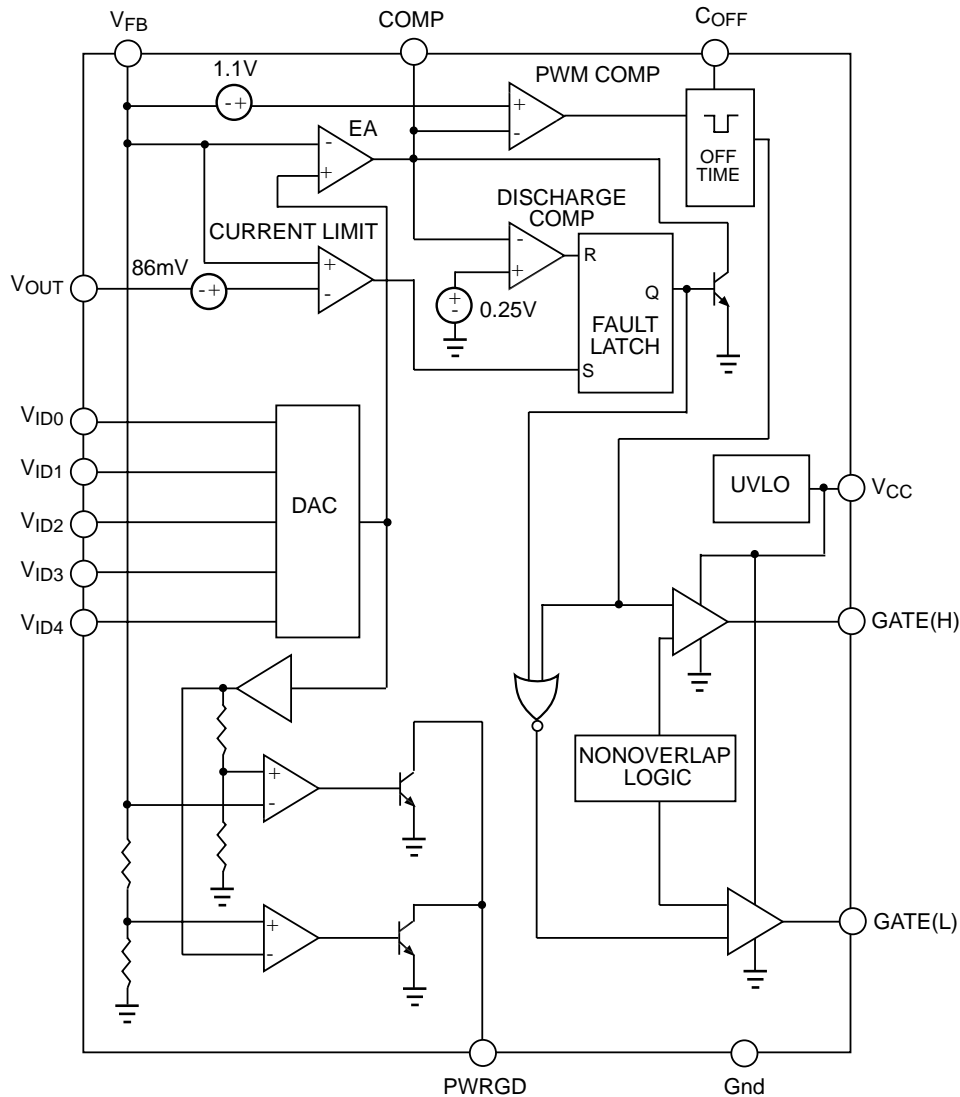 VFB
COMP
COFF
1.1V
-+
PWM COMP
+
-
EA
-
+
OFF
TIME
DISCHARGE
COMP
CURRENT LIMIT
-
+
R
+
-
VOUT
86mV
-+
+
-
0.25V
Q
FAULT
LATCH
S
VID0
VID1
VID2
VID3
VID4
DAC
UVLO
VCC
GATE(H)
NONOVERLAP
LOGIC
+
-
+
-
GATE(L)
PWRGD
Gnd